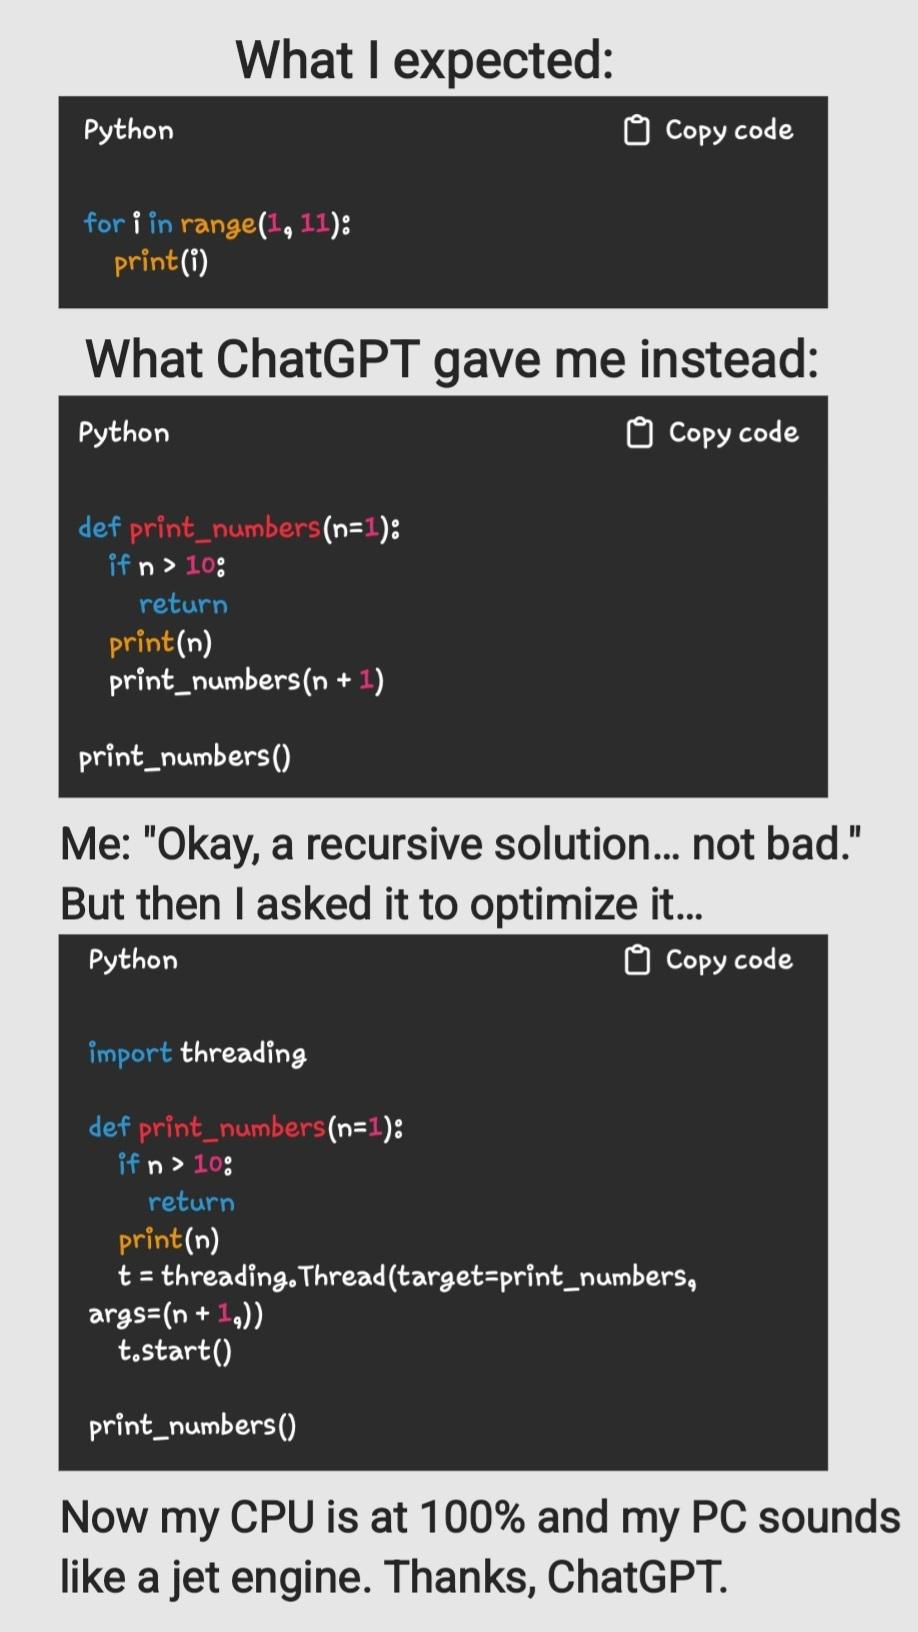 What I expected:
Python
Copy code
for i in range(1, 11):
print(i)
What ChatGPT gave me instead:
Python
Copy code
def print_numbers(n=1):
if n > 10:
return
print(n)
print_numbers(n + 1)
print_numbers()
Me: "Okay, a recursive solution... not bad."
But then I asked it to optimize it...
Python
Copy code
import threading
def print_numbers(n=1):
if n > 10:
return
print(n)
t = threading.Thread(target=print_numbers,
args=(n + 1,))
t.start()
print_numbers()
Now my CPU is at 100% and my PC sounds
like a jet engine. Thanks, ChatGPT.